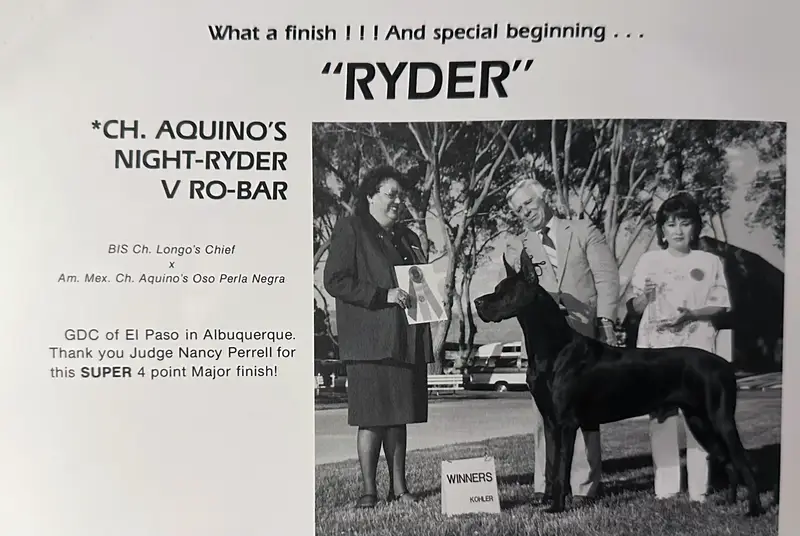 What a finish ! ! ! And special beginning . . .
“RYDER”
*CH. AQUINO’S
NIGHT-RYDER
V RO-BAR
BIS Ch. Longo’s Chief
x
Am. Mex. Ch. Aquino’s Oso Perla Negra
GDC of El Paso in Albuquerque.
Thank you Judge Nancy Perrell for
this SUPER 4 point Major finish!
WINNERS
KOHLER